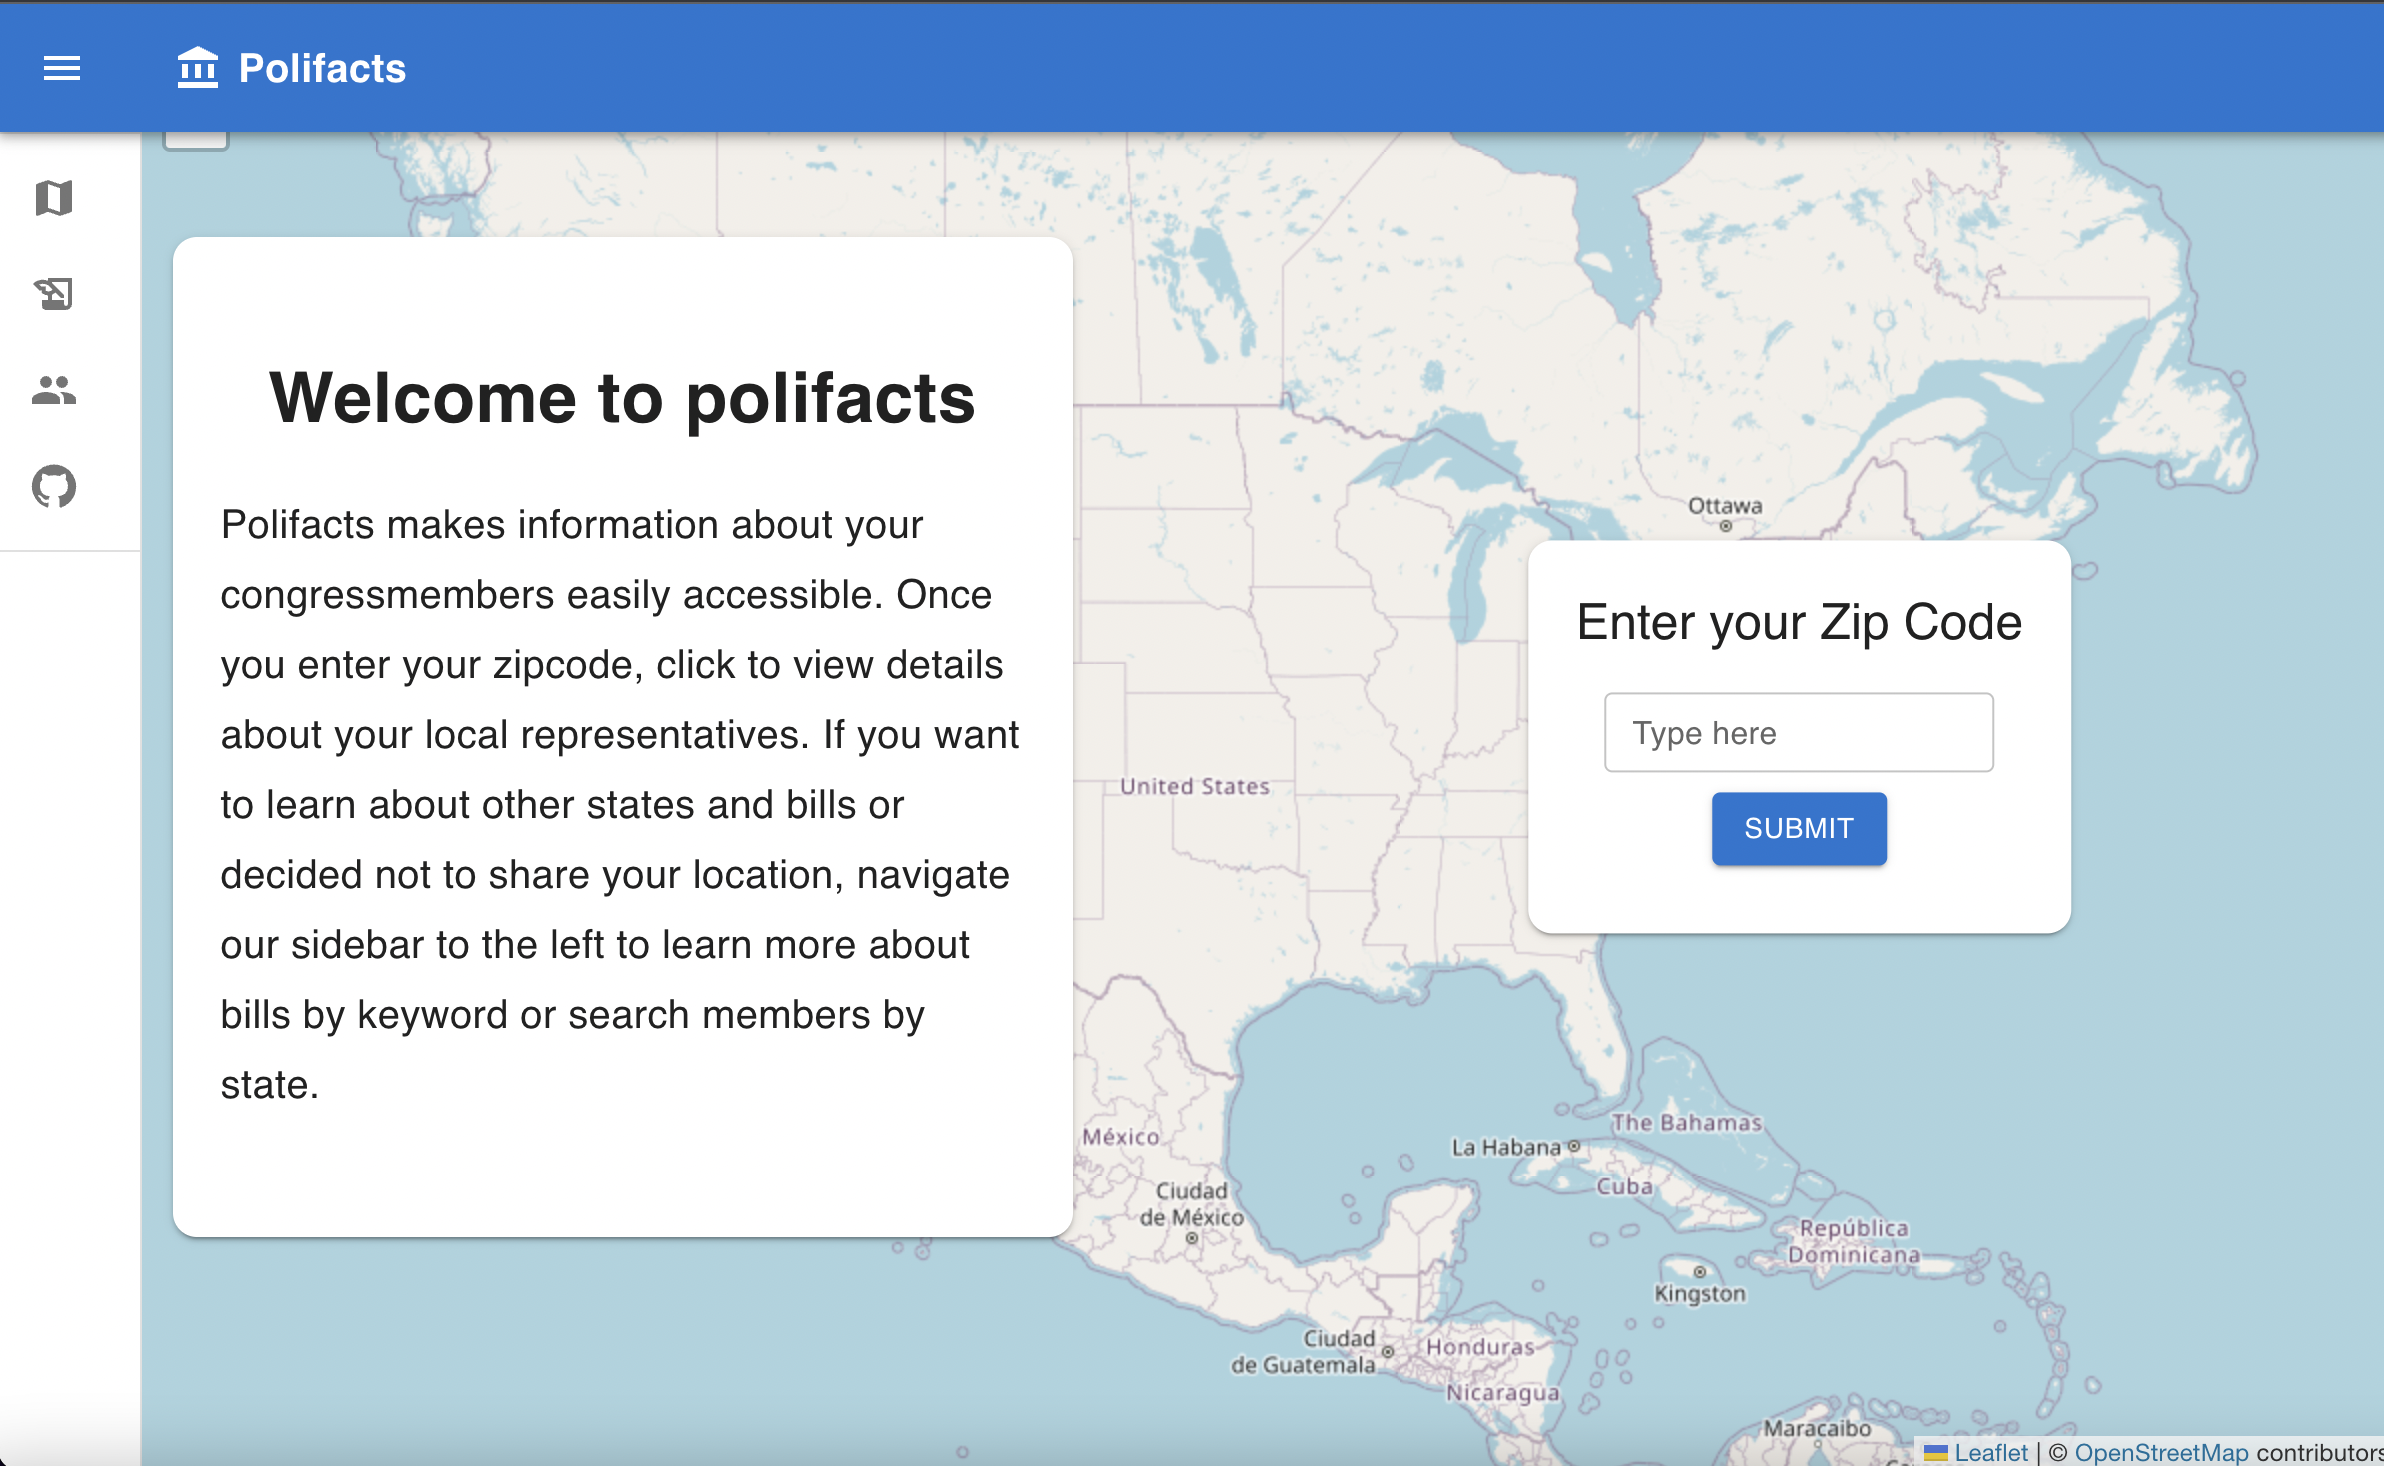 Polifacts
Welcome to polifacts
Polifacts makes information about your
congressmembers easily accessible. Once
you enter your zipcode, click to view details
about your local representatives. If you want
to learn about other states and bills or
decided not to share your location, navigate
our sidebar to the left to learn more about
bills by keyword or search members by
state.
Ottawa
Enter your Zip Code
Type here
SUBMIT
United States
México
Ciudad
de México
La Habana
The Bahamas
Cuba
República
Dominicana
Kingston
Ciudad
de Guatemala
Honduras
Nicaragua
Maracaibo
Leaflet | © OpenStreetMap contributors